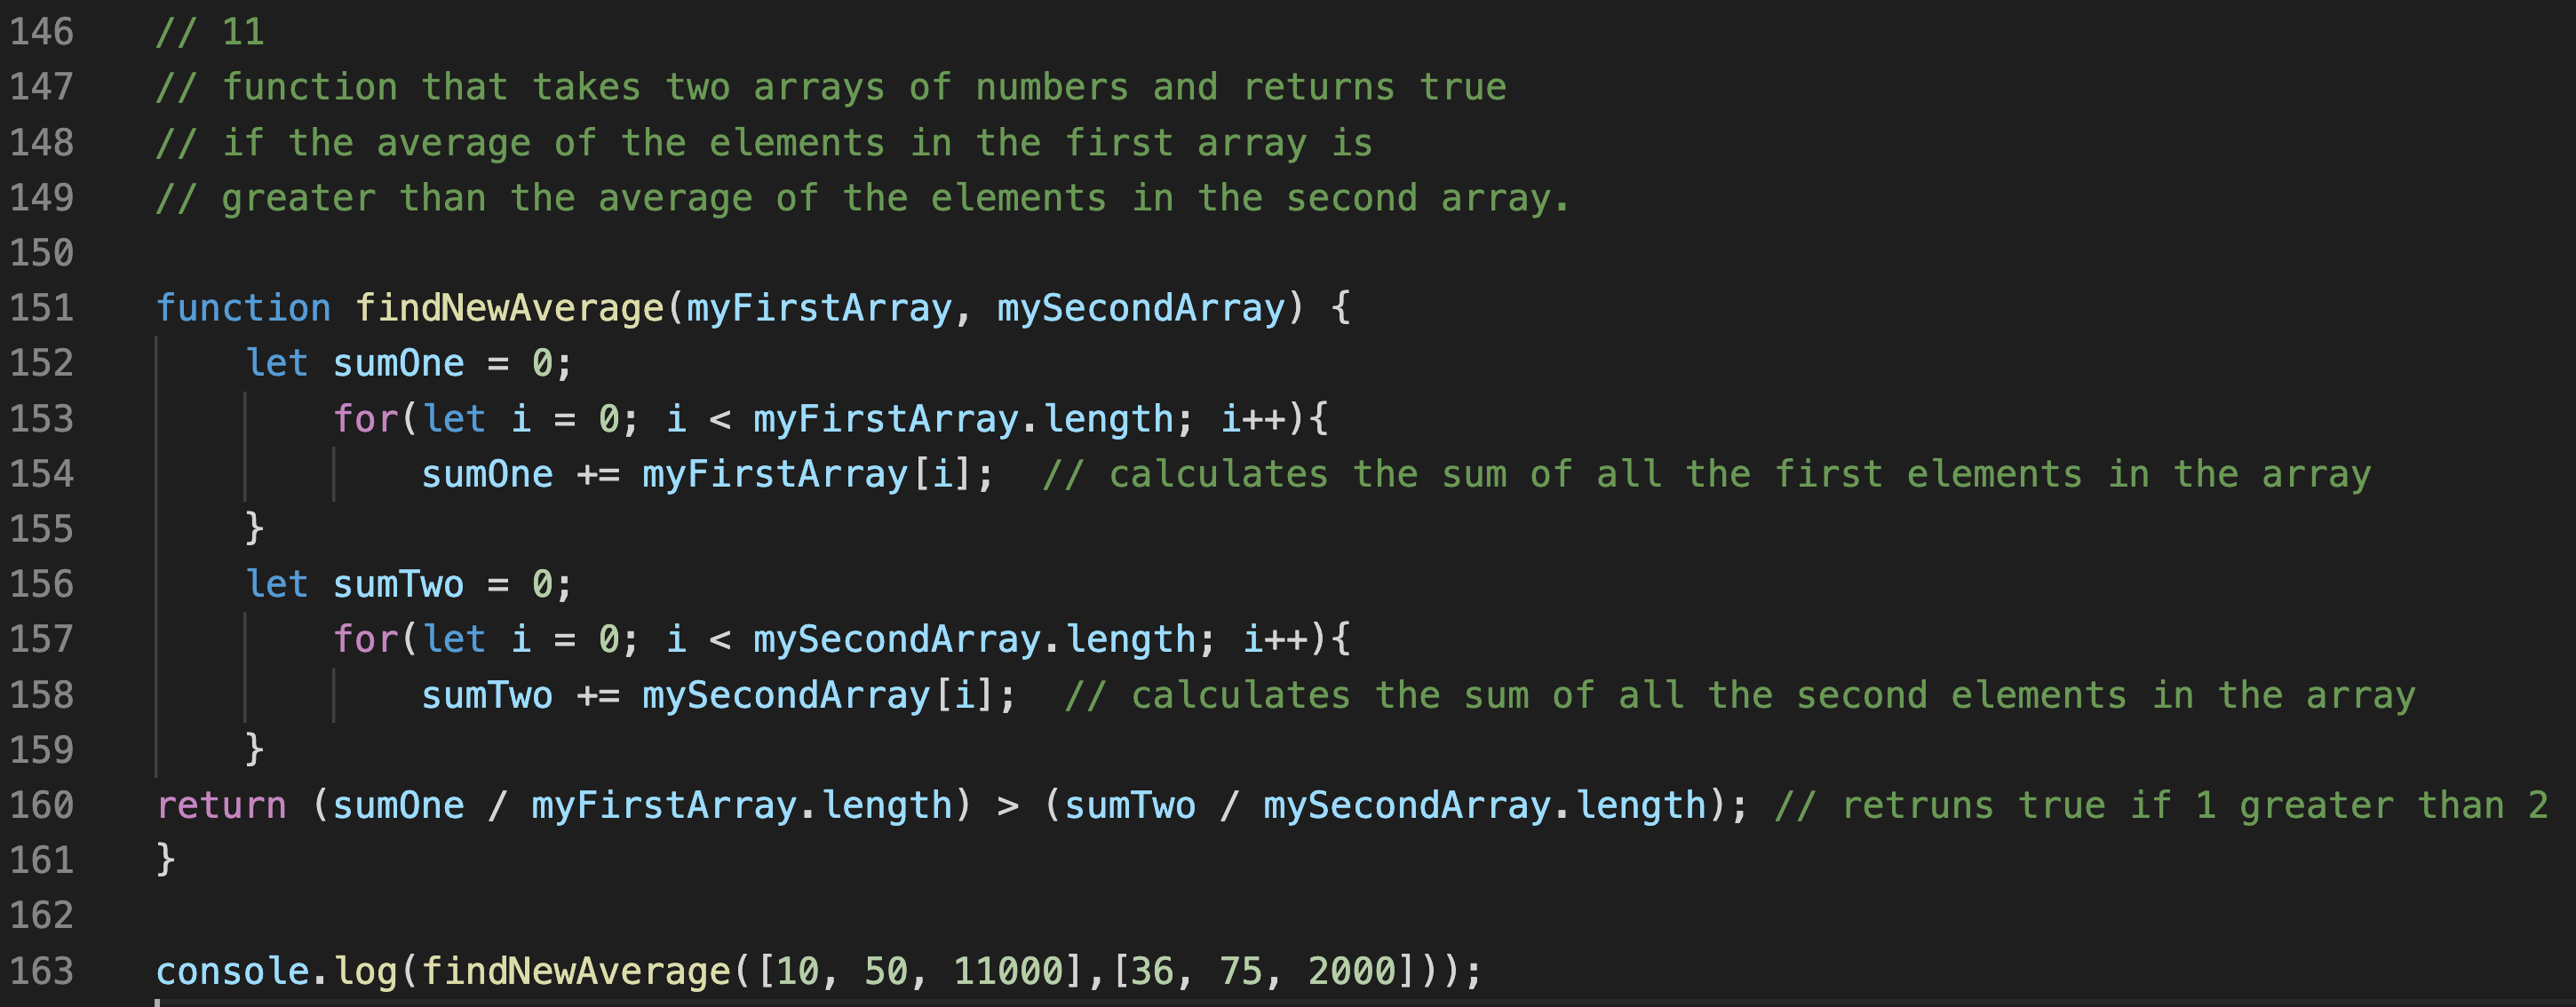 146 // 11
147 // function that takes two arrays of numbers and returns true
148 // if the average of the elements in the first array is
149 // greater than the average of the elements in the second array.
150
151 function findNewAverage(myFirstArray, mySecondArray) {
152     let sumOne = 0;
153         for(let i = 0; i < myFirstArray.length; i++){
154             sumOne += myFirstArray[i];  // calculates the sum of all the first elements in the array
155     }
156     let sumTwo = 0;
157         for(let i = 0; i < mySecondArray.length; i++){
158             sumTwo += mySecondArray[i];  // calculates the sum of all the second elements in the array
159     }
160 return (sumOne / myFirstArray.length) > (sumTwo / mySecondArray.length); // retruns true if 1 greater than 2
161 }
162
163 console.log(findNewAverage([10, 50, 11000],[36, 75, 2000]));